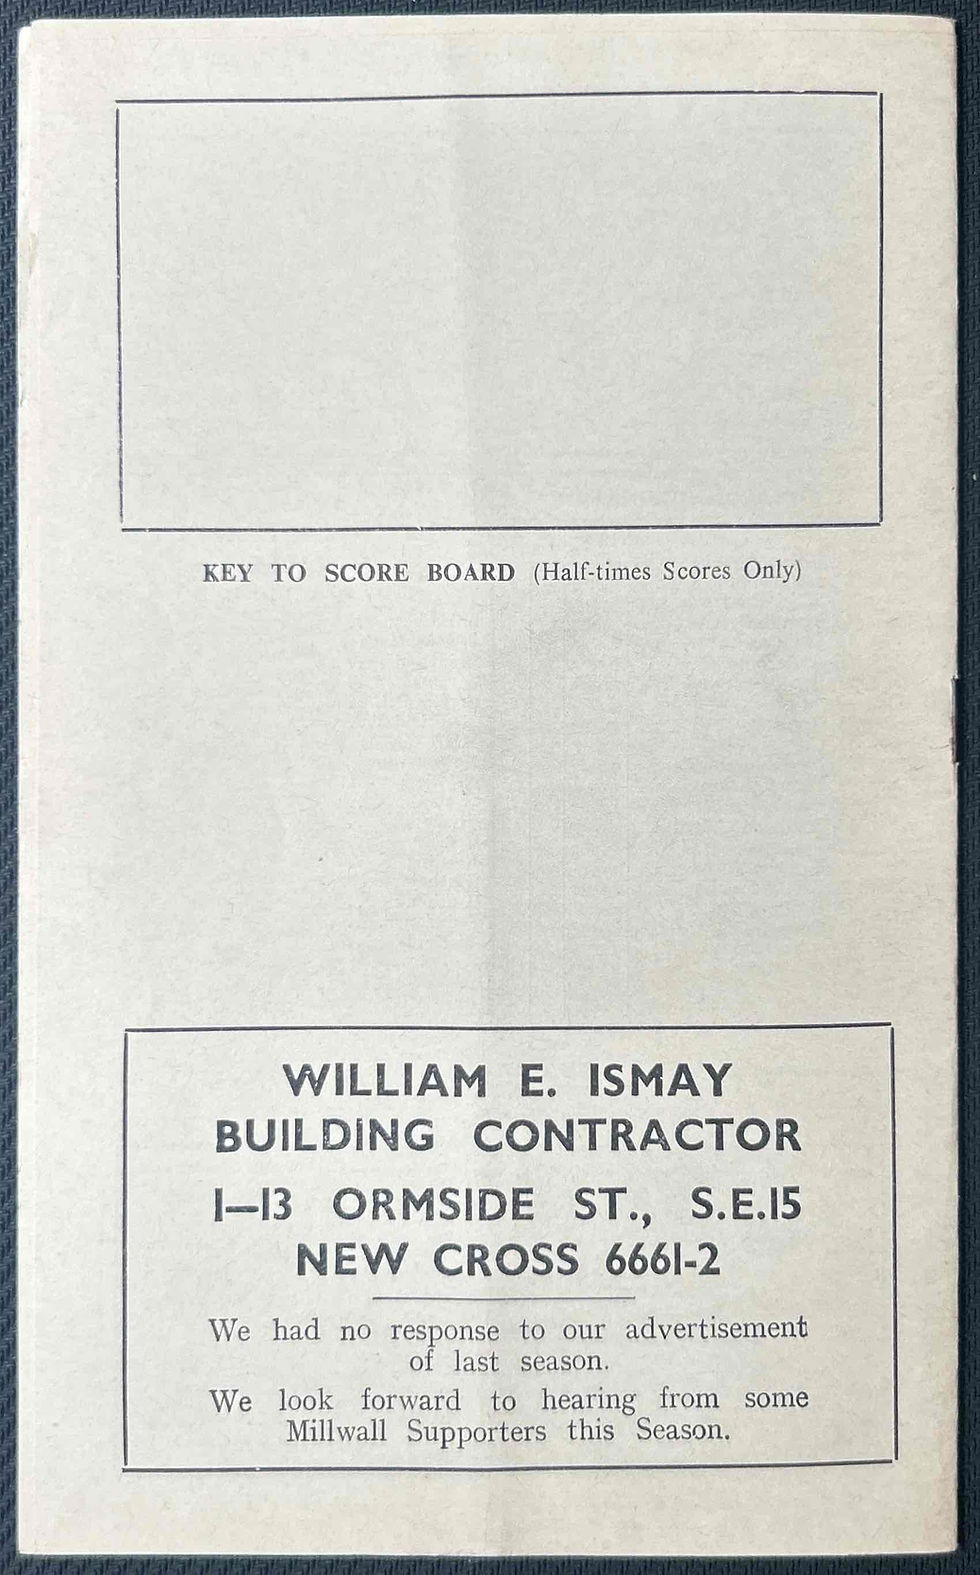 KEY TO SCORE BOARD (Half-times Scores Only)
WILLIAM E. ISMAY
BUILDING CONTRACTOR
1—13 ORMSIDE ST., S.E.15
NEW CROSS 6661-2
We had no response to our advertisement
of last season.
We look forward to hearing from some
Millwall Supporters this Season.